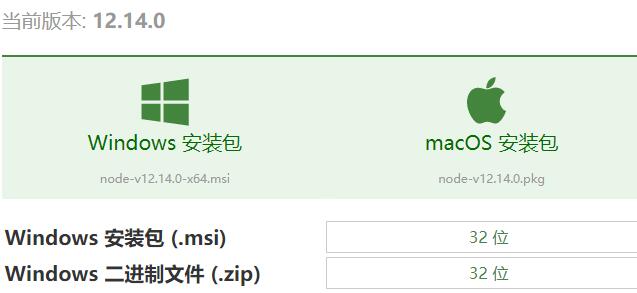 当前版本: 12.14.0
Windows 安装包
macOS 安装包
node-v12.14.0-x64.msi
node-v12.14.0.pkg
Windows 安装包 (.msi)
32 位
Windows 二进制文件 (.zip)
32 位